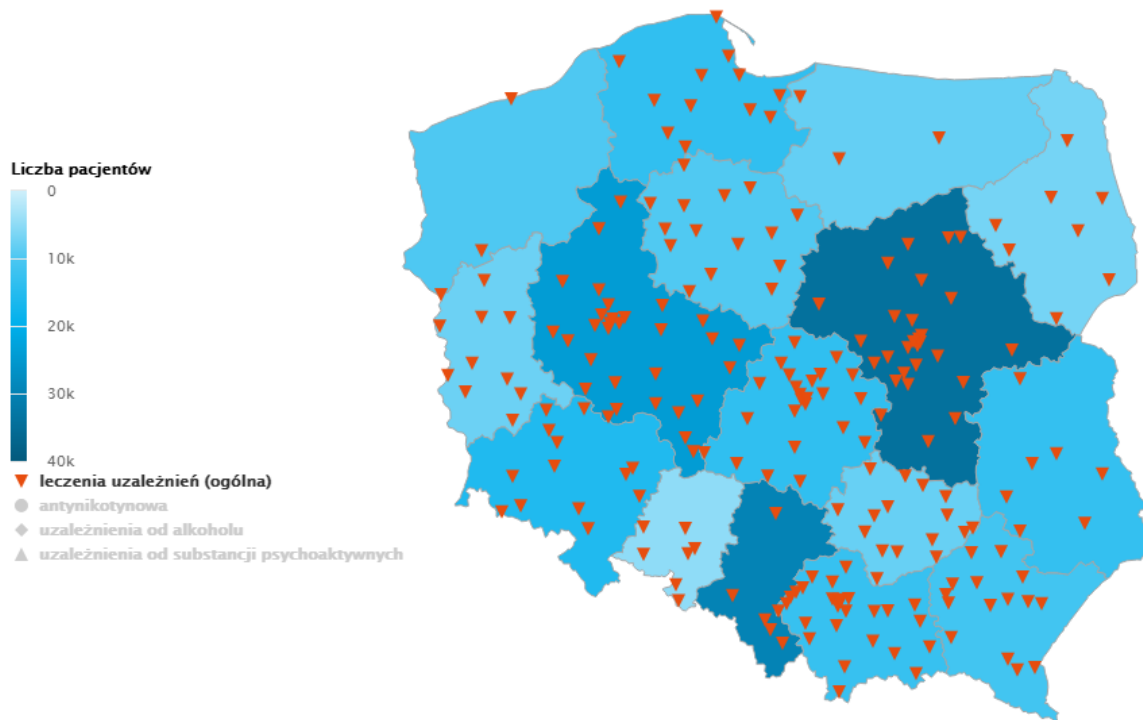 Liczba pacjentów
0
10k
20k
30k
40k
leczenia uzależnień (ogólna)
antynikotynowa
uzależnienia od alkoholu
uzależnienia od substancji psychoaktywnych